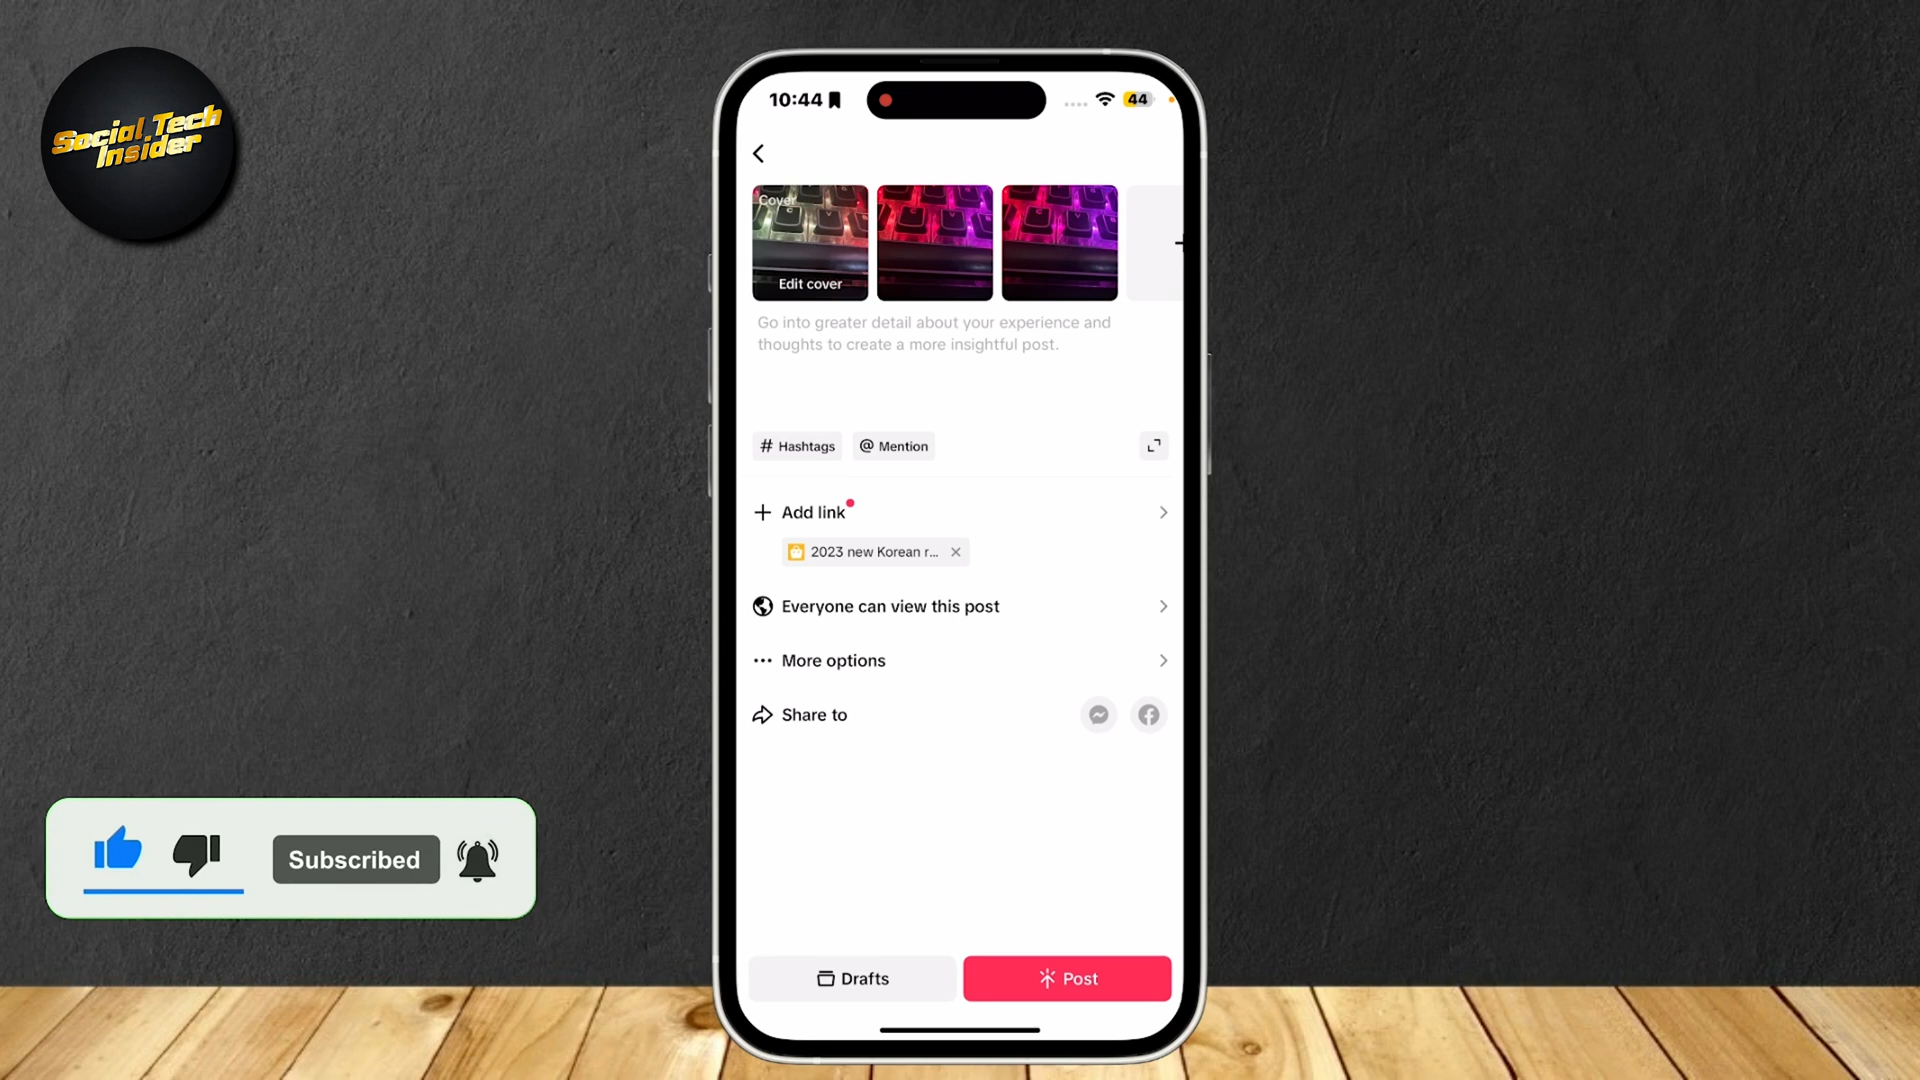 Social Tech
Insider
10:44
44
Cover
Edit cover
Go into greater detail about your experience and
thoughts to create a more insightful post.
# Hashtags
@ Mention
Add link
2023 new Korean r...
Everyone can view this post
More options
Share to
Drafts
Post
Subscribed